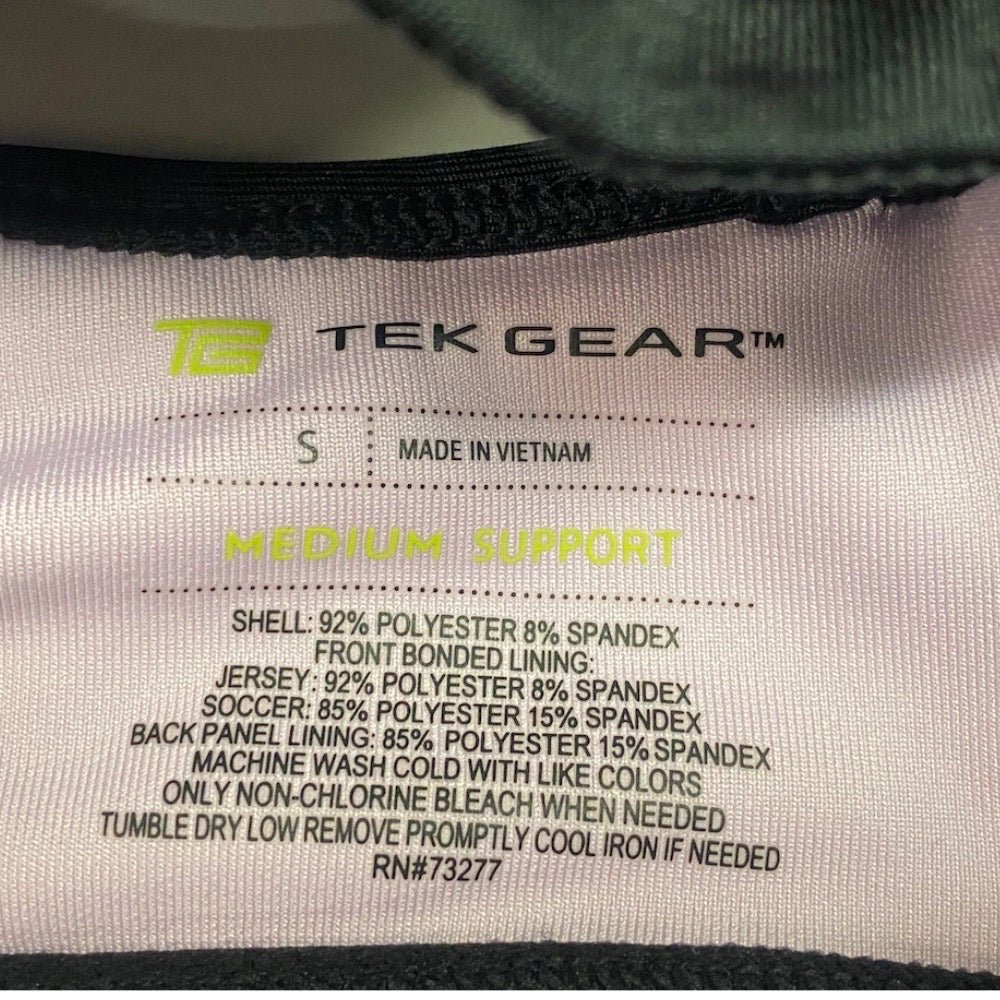 TG TEK GEAR™
S MADE IN VIETNAM
MEDIUM SUPPORT
SHELL: 92% POLYESTER 8% SPANDEX
FRONT BONDED LINING:
JERSEY: 92% POLYESTER 8% SPANDEX
SOCCER: 85% POLYESTER 15% SPANDEX
BACK PANEL LINING: 85% POLYESTER 15% SPANDEX
MACHINE WASH COLD WITH LIKE COLORS
ONLY NON-CHLORINE BLEACH WHEN NEEDED
TUMBLE DRY LOW REMOVE PROMPTLY COOL IRON IF NEEDED
RN#73277